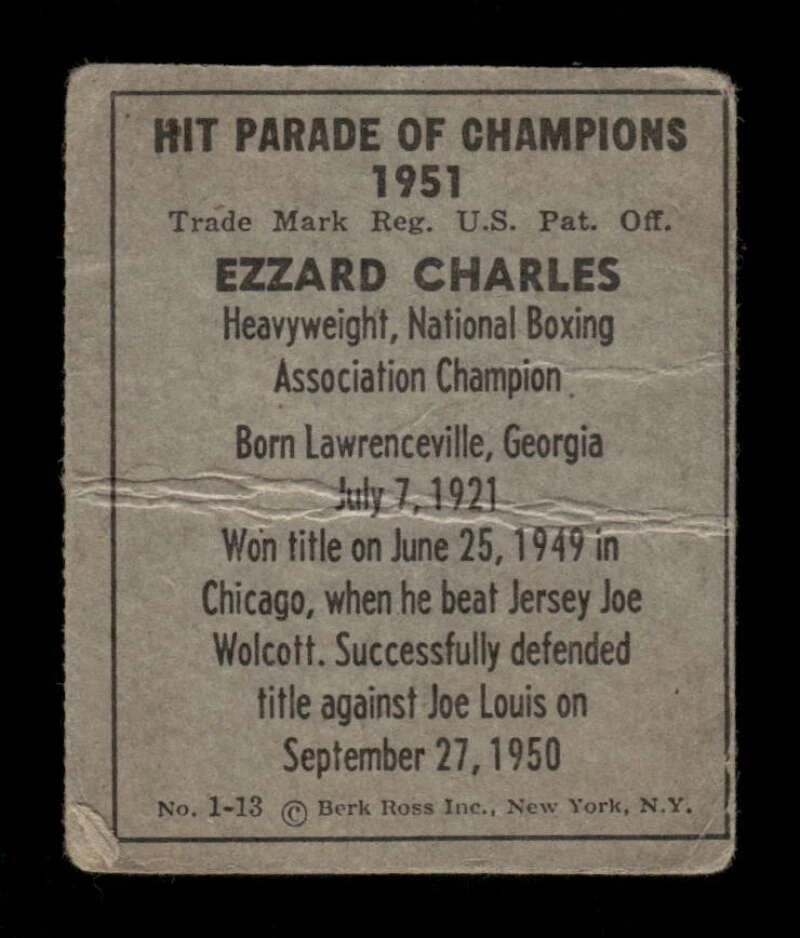 HIT PARADE OF CHAMPIONS
1951
Trade Mark Reg. U.S. Pat. Off.
EZZARD CHARLES
Heavyweight, National Boxing
Association Champion
Born Lawrenceville, Georgia
July 7, 1921
Won title on June 25, 1949 in
Chicago, when he beat Jersey Joe
Wolcott. Successfully defended
title against Joe Louis on
September 27, 1950
No. 1-13 © Berk Ross Inc., New York, N.Y.